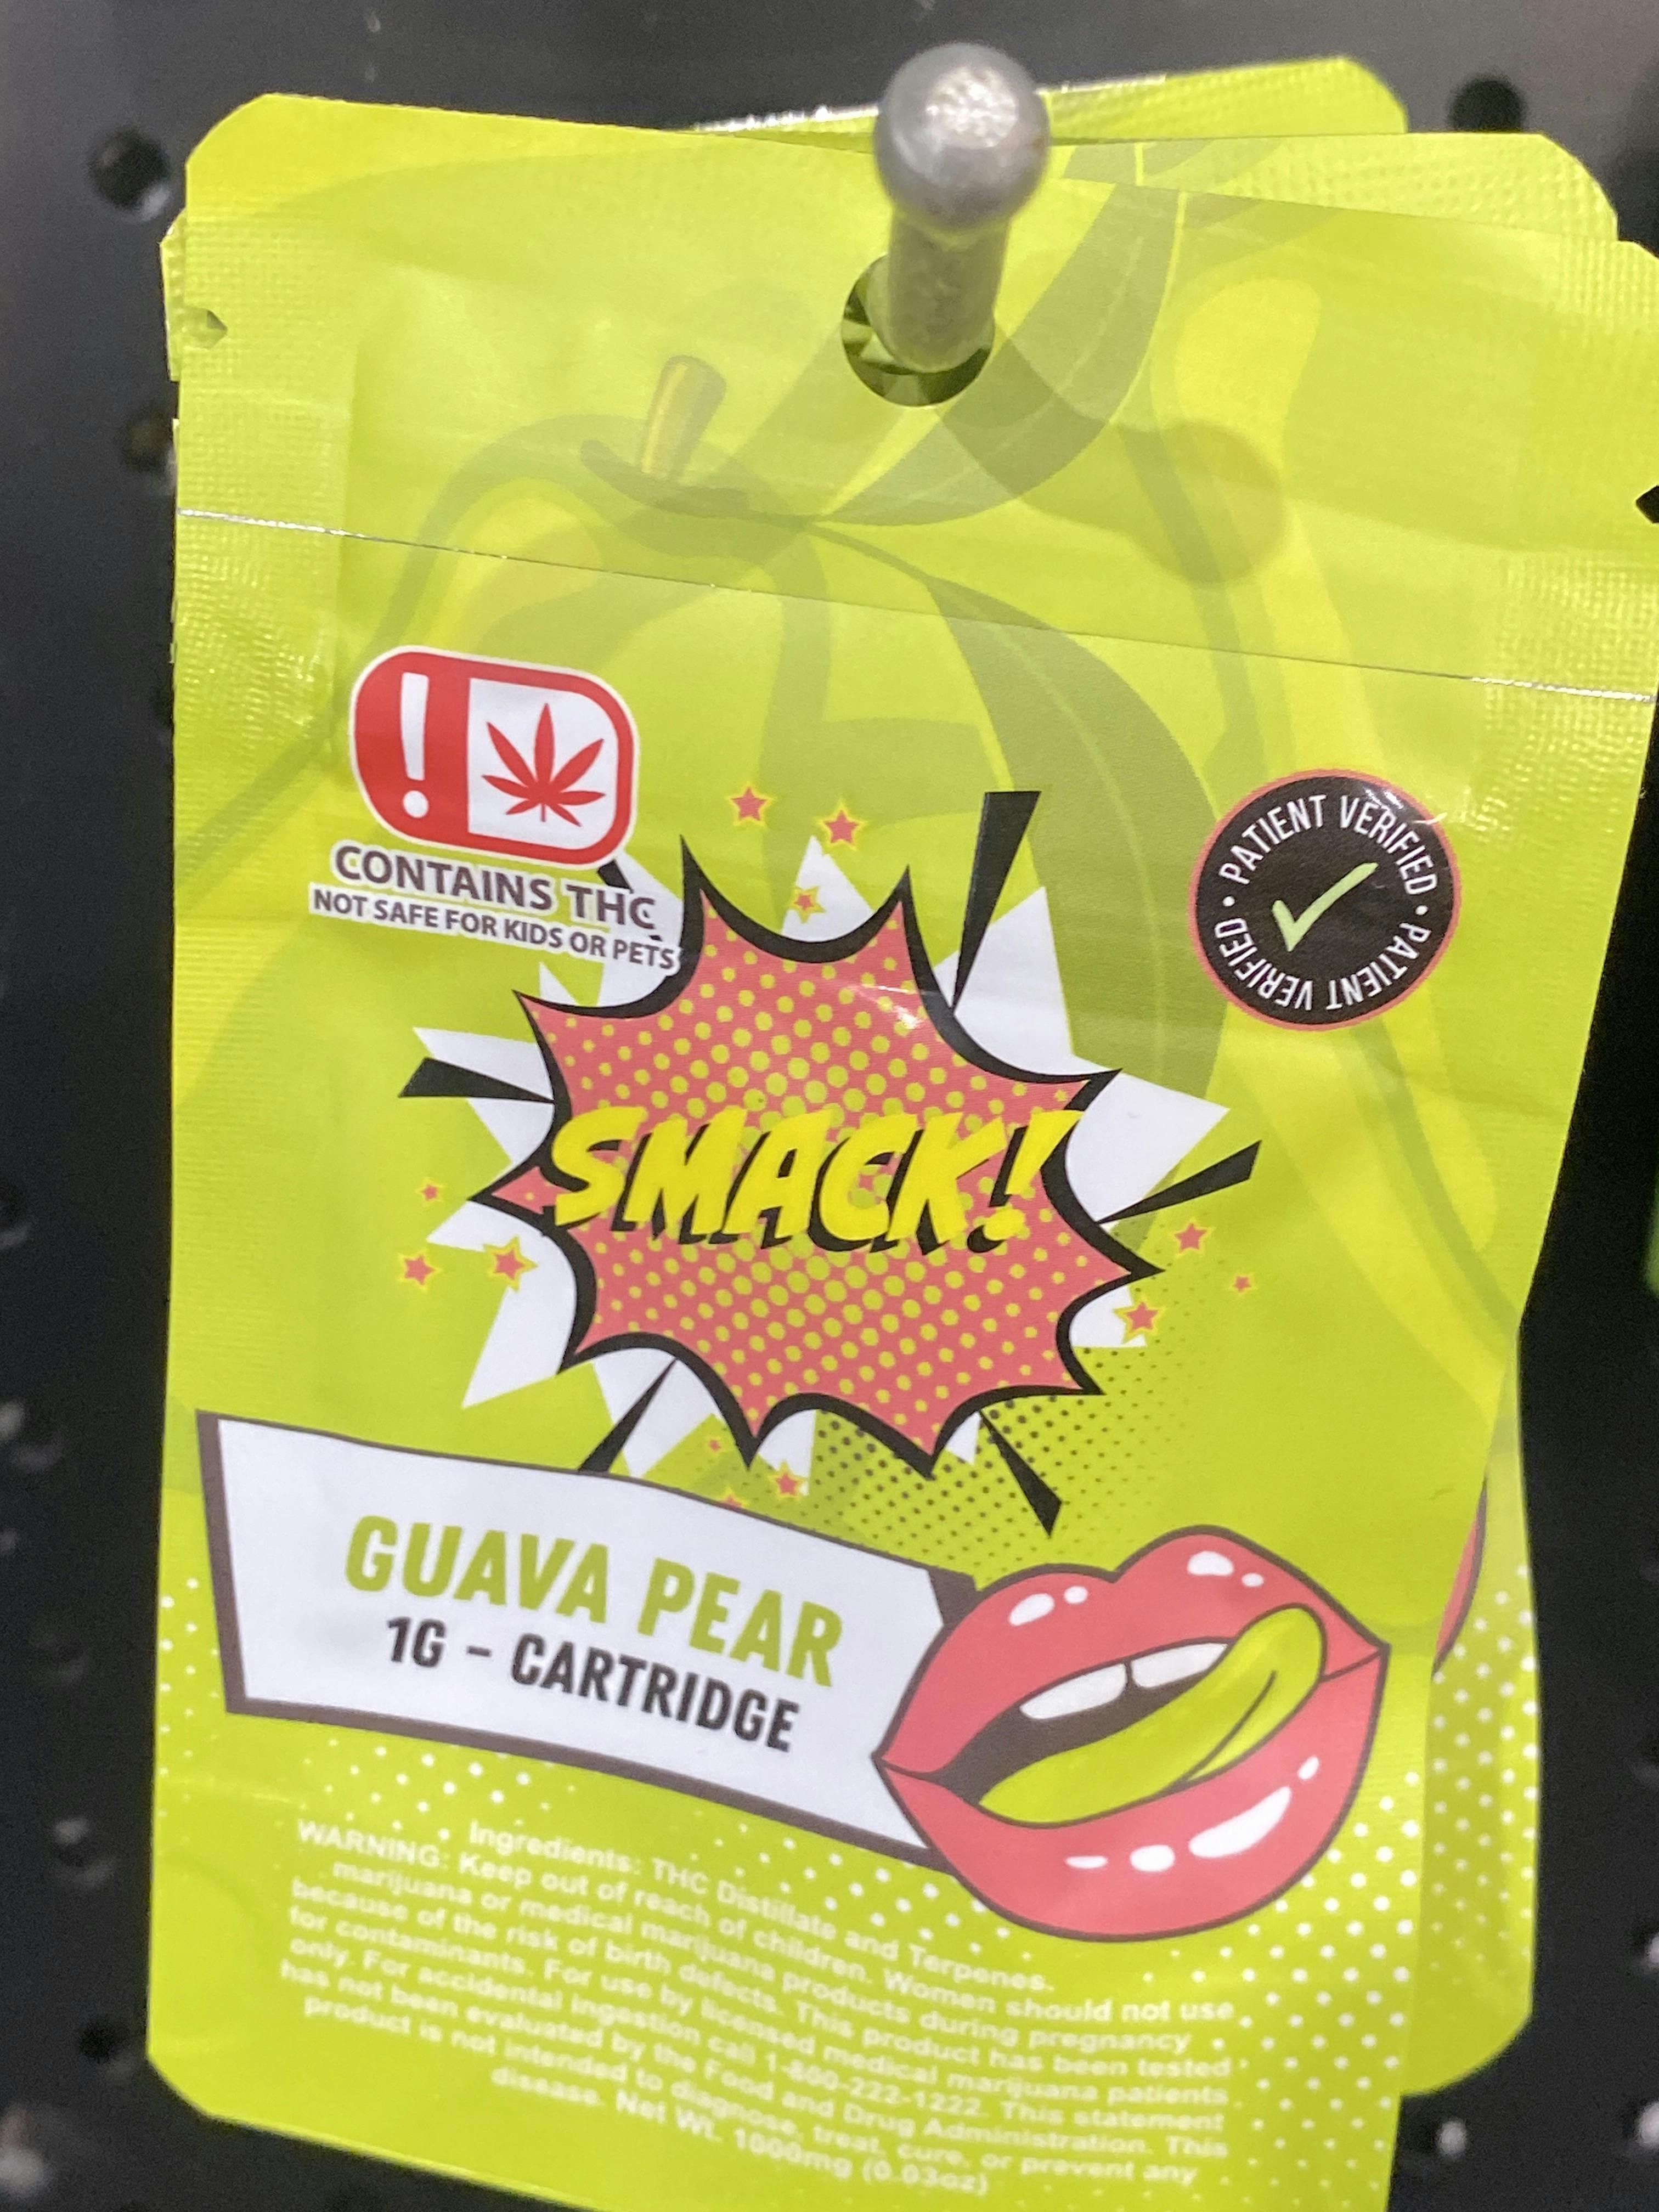 CONTAINS THC
NOT SAFE FOR KIDS OR PETS
PATIENT VERIFIED • PATIENT VERIFIED •
SMACK!
GUAVA PEAR
1G - CARTRIDGE
Ingredients: THC Distillate and Terpenes.
WARNING: Keep out of reach of children. Women should not use
marijuana or medical marijuana products during pregnancy
because of the risk of birth defects. This product has been tested
for contaminants. For use by licensed medical marijuana patients
only. For accidental ingestion call 1-800-222-1222. This statement
has not been evaluated by the Food and Drug Administration. This
product is not intended to diagnose, treat, cure, or prevent any
disease. Net Wt. 1000mg (0.03oz)